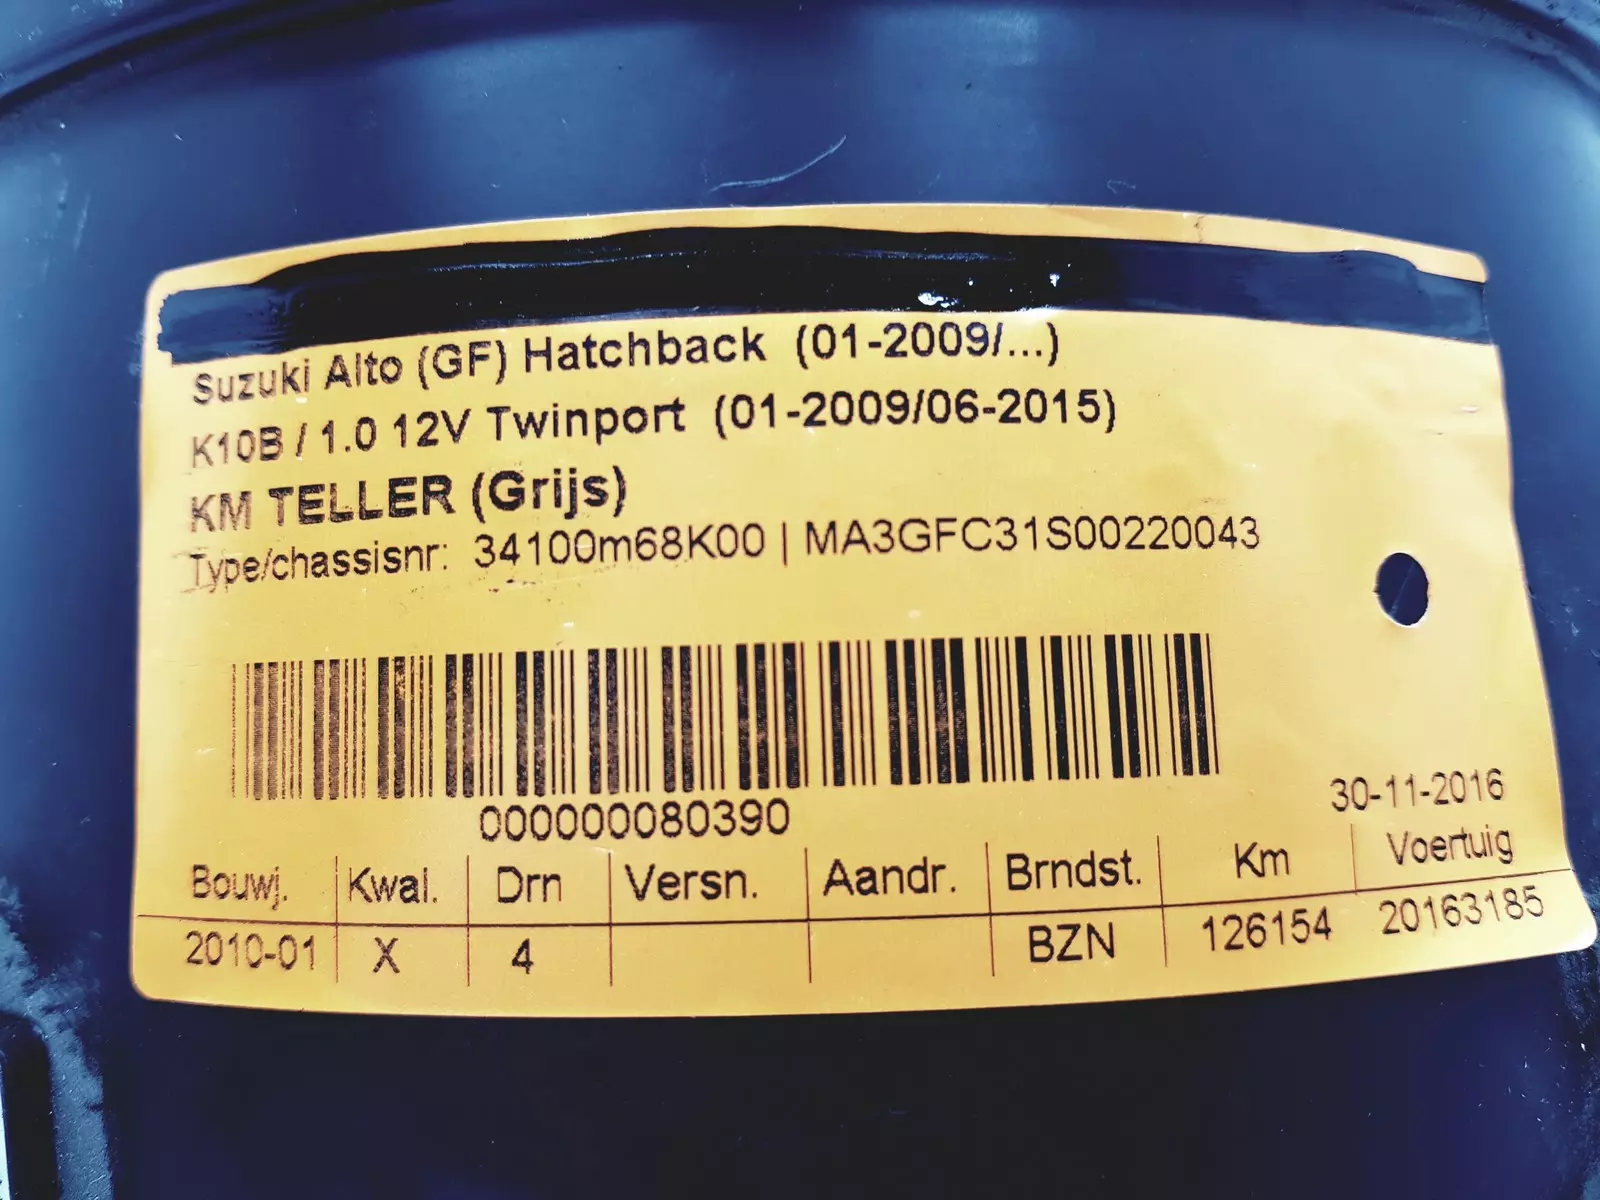 Suzuki Alto (GF) Hatchback (01-2009/...)
K10B / 1.0 12V Twinport (01-2009/06-2015)
KM TELLER (Grijs)
Type/chassisnr: 34100m68K00 | MA3GFC31S00220043
000000080390
30-11-2016
Bouwj. Kwal. Drn Versn. Aandr. Brndst. Km Voertuig
2010-01 X 4 BZN 126154 20163185